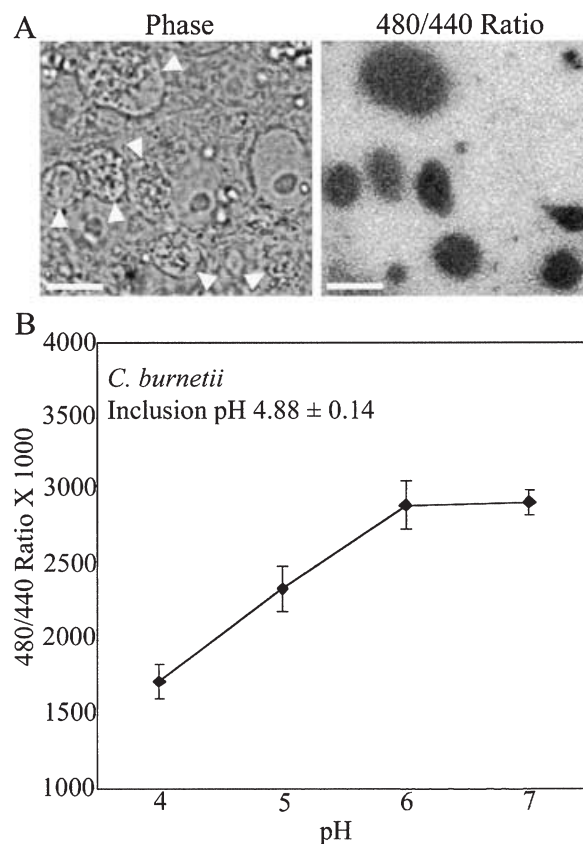 A
Phase
480/440 Ratio
B
4000
3500
3000
2500
2000
1500
1000
480/440 Ratio X 1000
C. burnetii
Inclusion pH 4.88 ± 0.14
4 5 6 7
pH